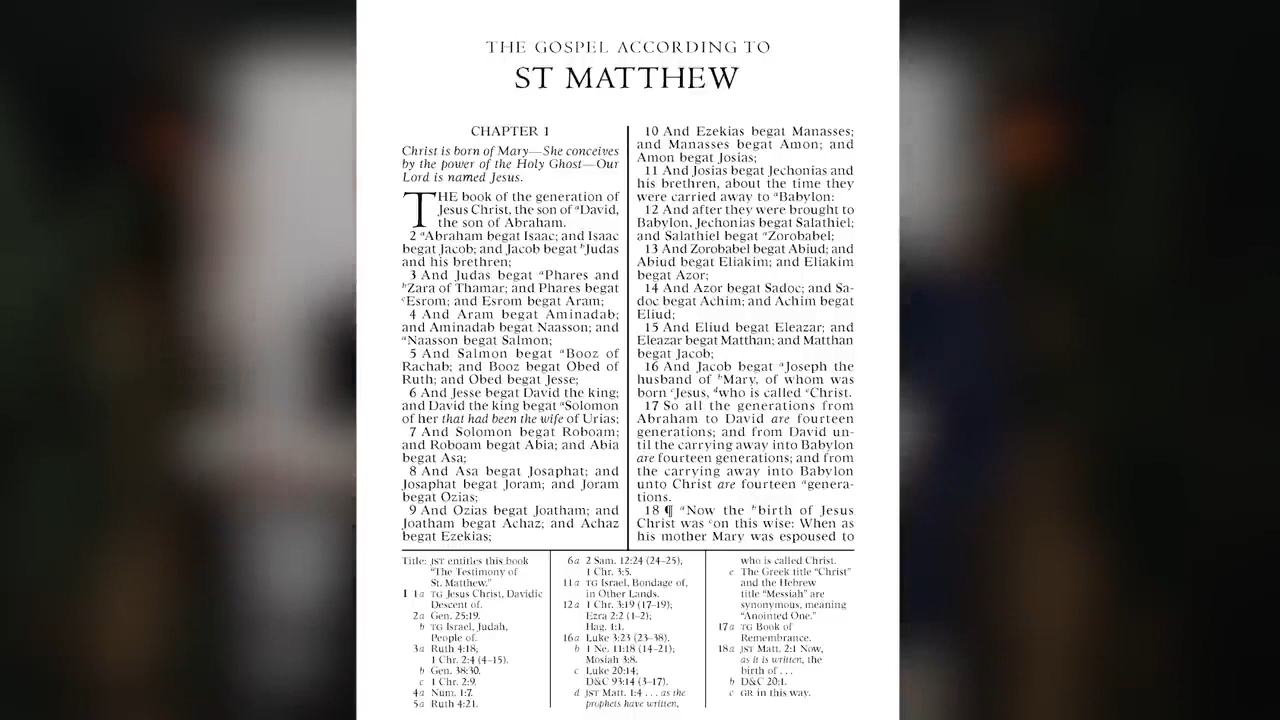 THE GOSPEL ACCORDING TO
ST MATTHEW
CHAPTER 1
Christ is born of Mary—She conceives
by the power of the Holy Ghost—Our
Lord is named Jesus.
THE book of the generation of
Jesus Christ, the son of ᵃDavid,
the son of Abraham.
2 ᵃAbraham begat Isaac; and Isaac
begat Jacob; and Jacob begat ᵇJudas
and his brethren;
3 And Judas begat ᵃPhares and
ᵇZara of Thamar; and Phares begat
ᶜEsrom; and Esrom begat Aram;
4 And Aram begat Aminadab;
and Aminadab begat Naasson; and
ᵃNaasson begat Salmon;
5 And Salmon begat ᵃBooz of
Rachab; and Booz begat Obed of
Ruth; and Obed begat Jesse;
6 And Jesse begat David the king;
and David the king begat ᵃSolomon
of her that had been the wife of Urias;
7 And Solomon begat Roboam;
and Roboam begat Abia; and Abia
begat Asa;
8 And Asa begat Josaphat; and
Josaphat begat Joram; and Joram
begat Ozias;
9 And Ozias begat Joatham; and
Joatham begat Achaz; and Achaz
begat Ezekias;
10 And Ezekias begat Manasses;
and Manasses begat Amon; and
Amon begat Josias;
11 And Josias begat Jechonias and
his brethren, about the time they
were carried away to ᵃBabylon:
12 And after they were brought to
Babylon, Jechonias begat Salathiel;
and Salathiel begat ᵃZorobabel;
13 And Zorobabel begat Abiud; and
Abiud begat Eliakim; and Eliakim
begat Azor;
14 And Azor begat Sadoc; and Sa-
doc begat Achim; and Achim begat
Eliud;
15 And Eliud begat Eleazar; and
Eleazar begat Matthan; and Matthan
begat Jacob;
16 And Jacob begat ᵃJoseph the
husband of ᵇMary, of whom was
born ᶜJesus, ᵈwho is called ᵉChrist.
17 So all the generations from
Abraham to David are fourteen
generations; and from David un-
til the carrying away into Babylon
are fourteen generations; and from
the carrying away into Babylon
unto Christ are fourteen ᵃgenera-
tions.
18 ¶ ᵃNow the ᵇbirth of Jesus
Christ was ᶜon this wise: When as
his mother Mary was espoused to
Title: JST entitles this book
"The Testimony of
St. Matthew."
1 1a TG Jesus Christ, Davidic
Descent of.
2a Gen. 25:19.
b TG Israel, Judah,
People of.
3a Ruth 4:18;
1 Chr. 2:4 (4–15).
b Gen. 38:30.
c 1 Chr. 2:9.
4a Num. 1:7.
5a Ruth 4:21.
6a 2 Sam. 12:24 (24–25);
1 Chr. 3:5.
11a TG Israel, Bondage of,
in Other Lands.
12a 1 Chr. 3:19 (17–19);
Ezra 2:2 (1–2);
Hag. 1:1.
16a Luke 3:23 (23–38).
b 1 Ne. 11:18 (14–21);
Mosiah 3:8.
c Luke 20:14;
D&C 93:14 (3–17).
d JST Matt. 1:4 . . . as the
prophets have written,
who is called Christ.
e The Greek title "Christ"
and the Hebrew
title "Messiah" are
synonymous, meaning
"Anointed One."
17a TG Book of
Remembrance.
18a JST Matt. 2:1 Now,
as it is written, the
birth of . . .
b D&C 20:1.
c GR in this way.